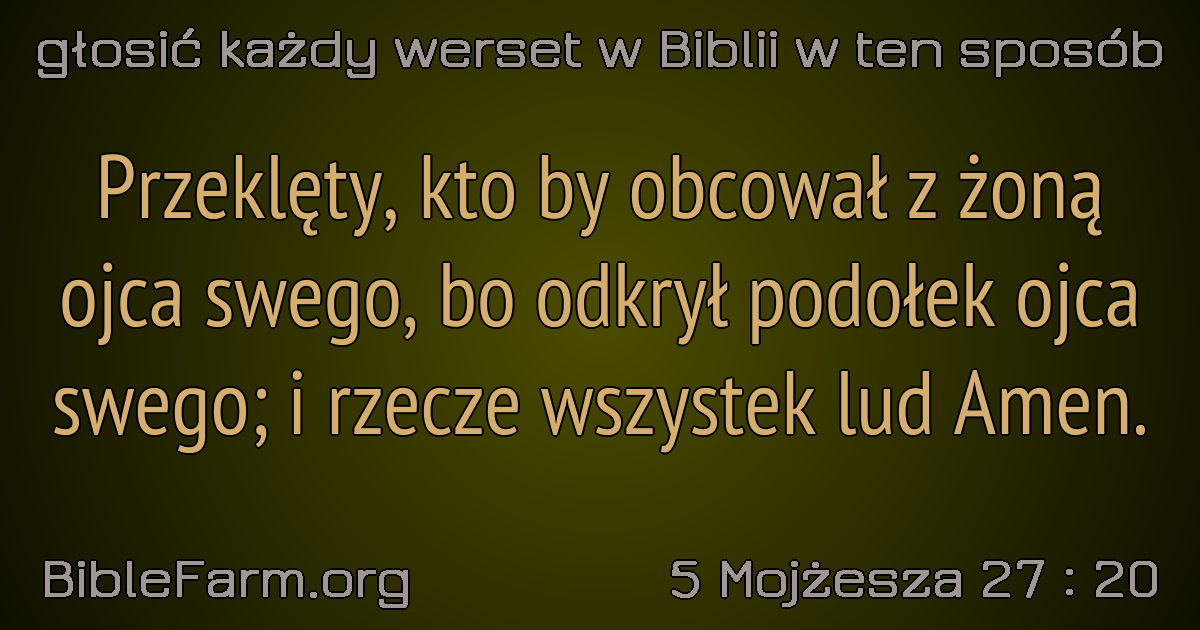 głosić każdy werset w Biblii w ten sposób
Przeklęty, kto by obcował z żoną
ojca swego, bo odkrył podołek ojca
swego; i rzecze wszystek lud Amen.
BibleFarm.org
5 Mojżesza 27 : 20